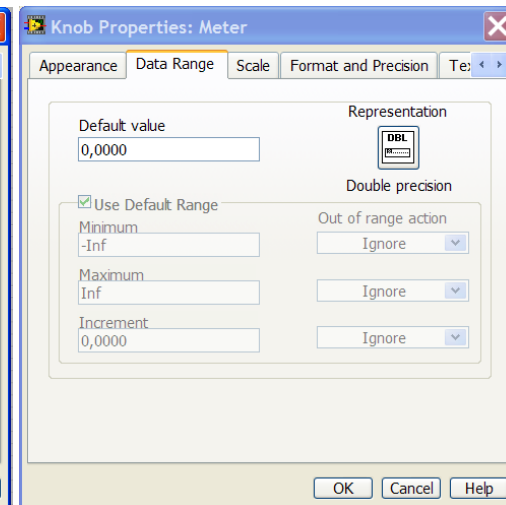 Knob Properties: Meter
Appearance Data Range Scale Format and Precision
Default value
0,0000
Representation
DBL
Double precision
Use Default Range
Out of range action
Minimum
-Inf Ignore
Maximum
Inf Ignore
Increment
0,0000 Ignore
OK Cancel Help